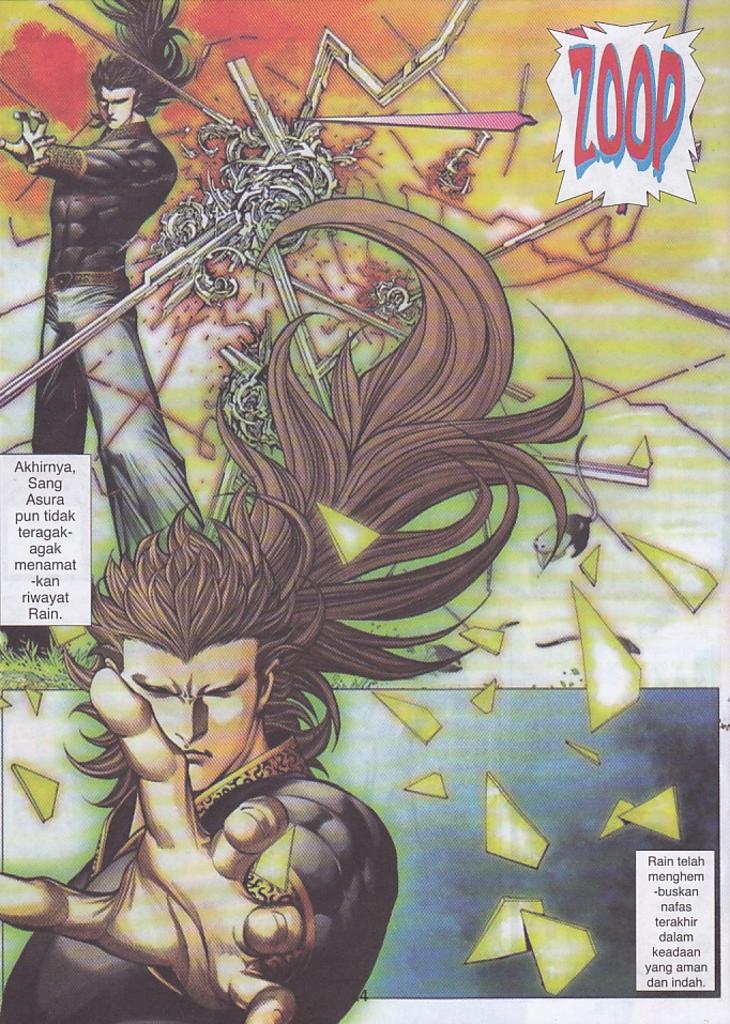 ZOOP
Akhirnya,
Sang
Asura
pun tidak
teragak-
agak
menamat
-kan
riwayat
Rain.
Rain telah
menghem
-buskan
nafas
terakhir
dalam
keadaan
yang aman
dan indah.
4